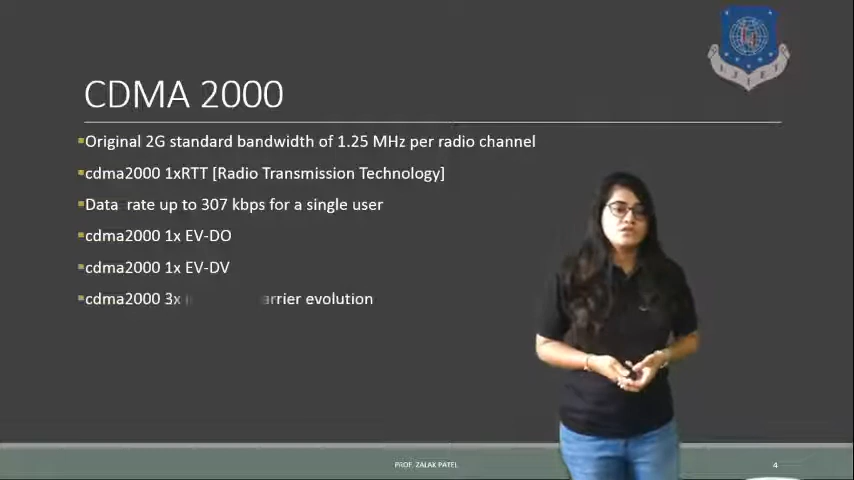 CDMA 2000
Original 2G standard bandwidth of 1.25 MHz per radio channel
cdma2000 1xRTT [Radio Transmission Technology]
Data rate up to 307 kbps for a single user
cdma2000 1x EV-DO
cdma2000 1x EV-DV
cdma2000 3x evolution
PROF. ZALAK PATEL
4